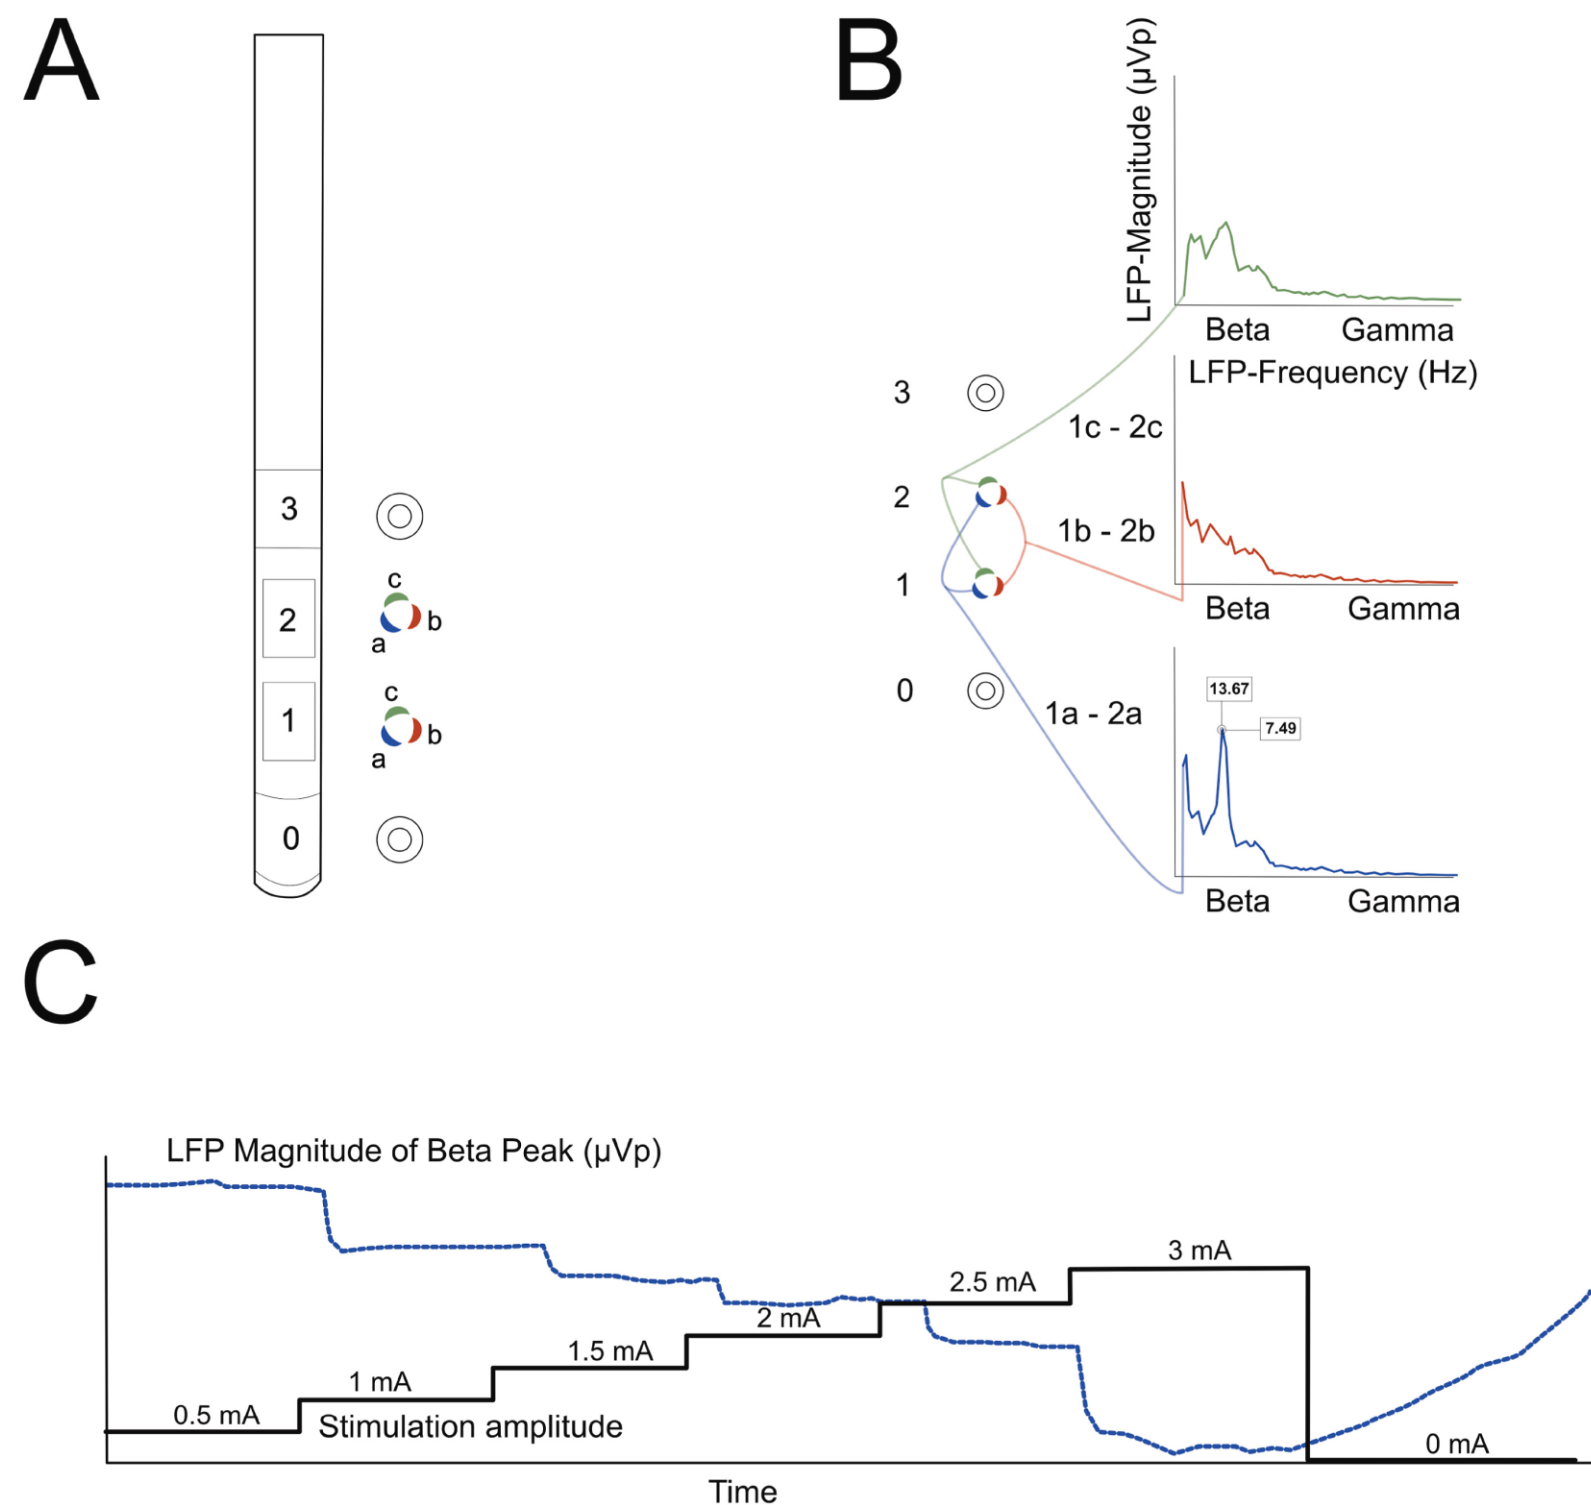 A
3
2
1
0
c
b
a
c
b
a
B
LFP-Magnitude (µVp)
Beta Gamma
LFP-Frequency (Hz)
3
2
1
0
1c - 2c
1b - 2b
1a - 2a
Beta Gamma
13.67
7.49
Beta Gamma
C
LFP Magnitude of Beta Peak (µVp)
0.5 mA
1 mA
1.5 mA
2 mA
2.5 mA
3 mA
0 mA
Stimulation amplitude
Time